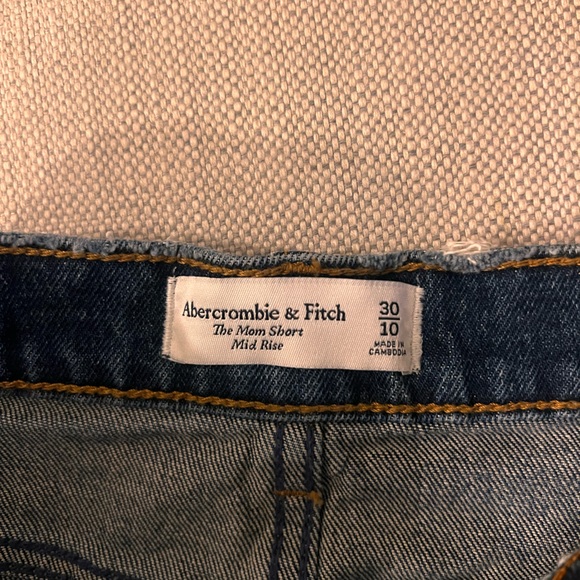 Abercrombie & Fitch
The Mom Short
Mid Rise
30
10
MADE IN
CAMBODIA